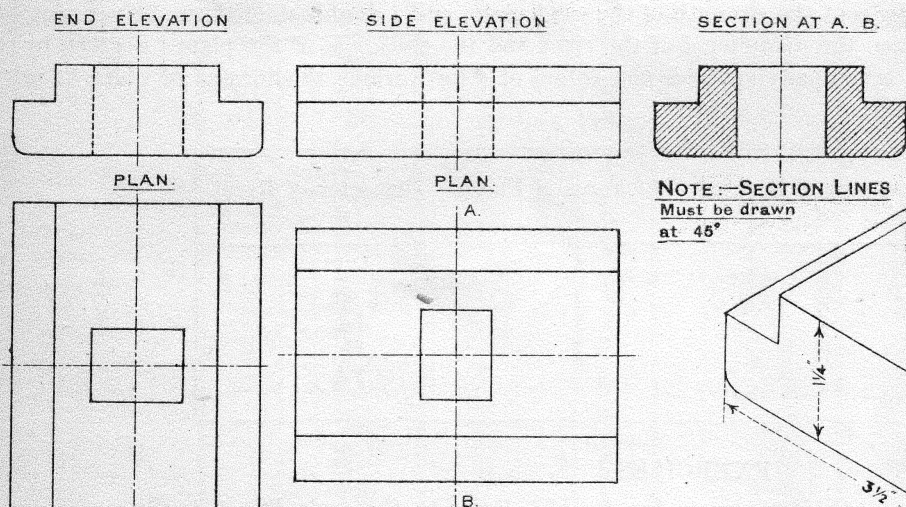 END ELEVATION
SIDE ELEVATION
SECTION AT A. B.
PLAN.
PLAN.
A.
NOTE:—SECTION LINES
Must be drawn
at 45°
1¼"
3½"
B.